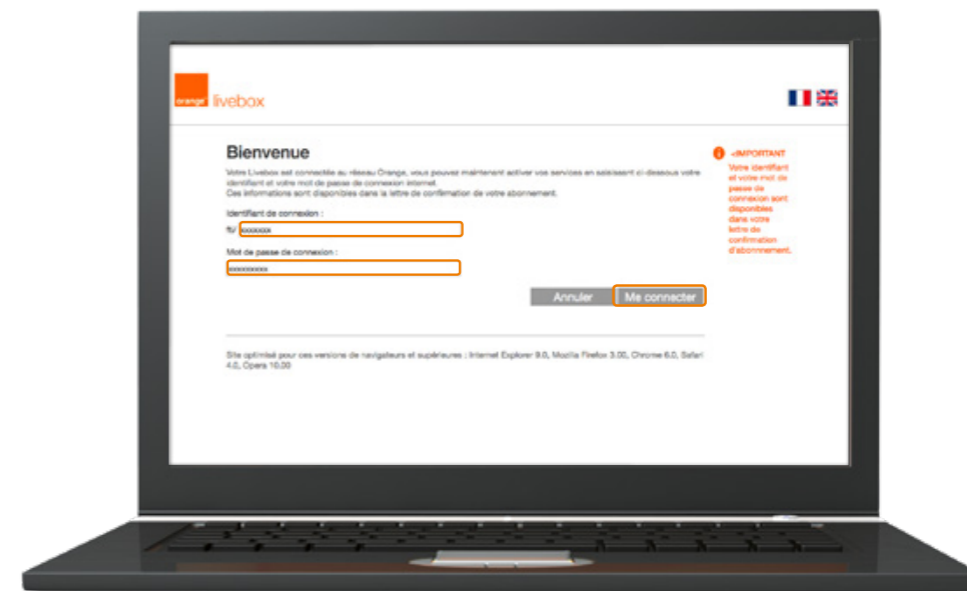 orange
livebox
Bienvenue
Votre Livebox est connectée au réseau Orange, vous pouvez maintenant activer vos services en saisissant ci-dessous votre
identifiant et votre mot de passe de connexion internet.
Ces informations sont disponibles dans la lettre de confirmation de votre abonnement.
Identifiant de connexion :
fti/ xxxxxxx
Mot de passe de connexion :
xxxxxxxxx
Annuler
Me connecter
<IMPORTANT
Votre identifiant
et votre mot de
passe de
connexion sont
disponibles
dans votre
lettre de
confirmation
d'abonnement.
Site optimisé pour ces versions de navigateurs et supérieures : Internet Explorer 9.0, Mozilla Firefox 3.00, Chrome 6.0, Safari
4.0, Opera 10.00